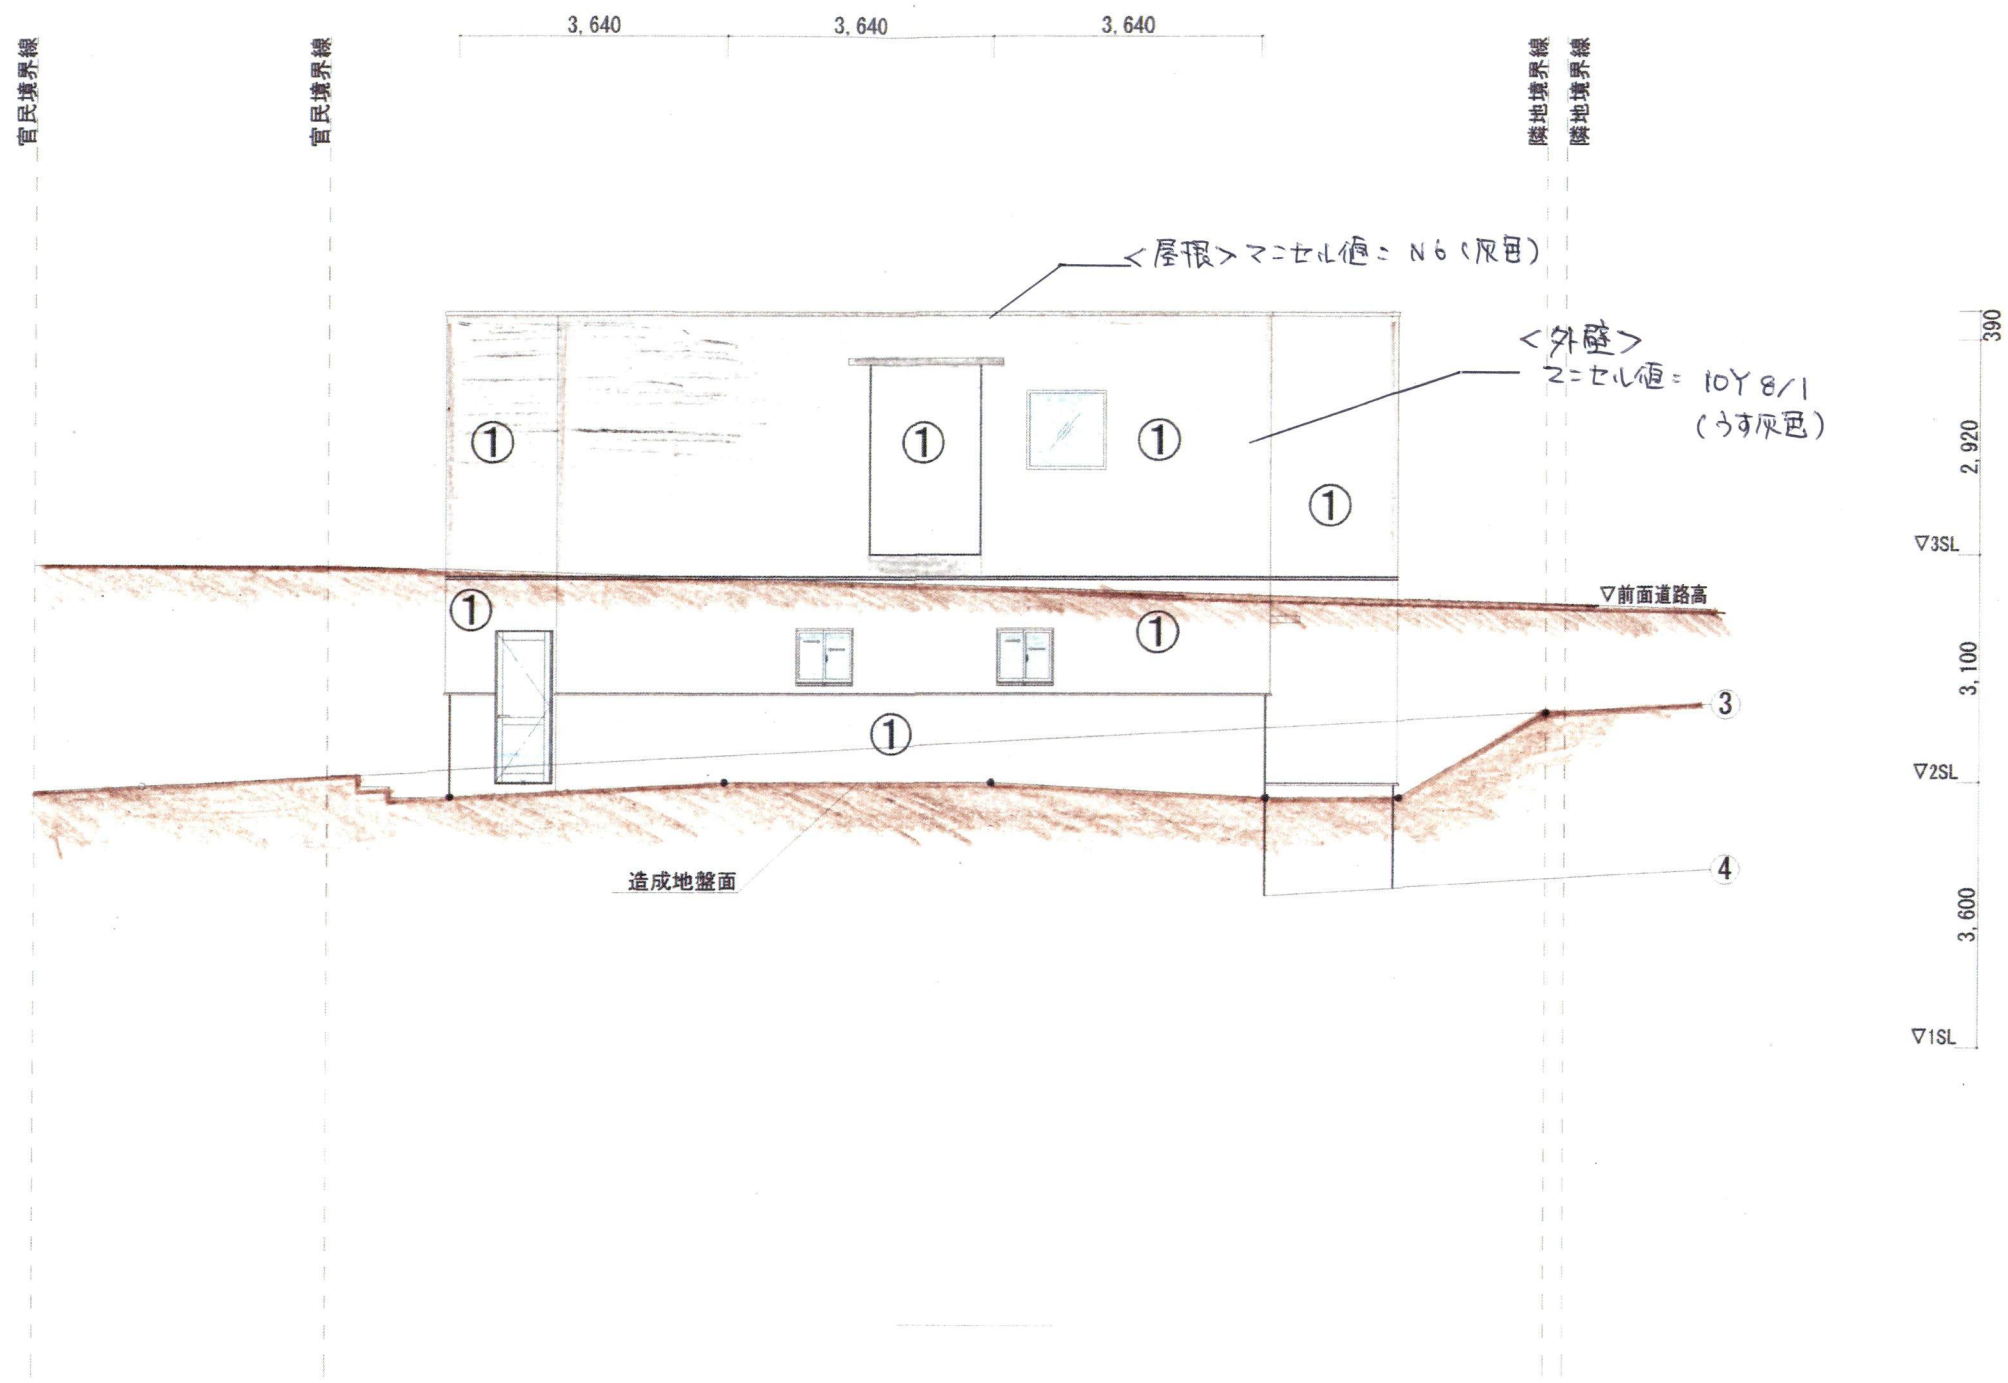 3,640
3,640
3,640
官民境界線
官民境界線
隣地境界線
隣地境界線
<屋根>マニセル値= N6(灰色)
<外壁>
マニセル値= 10Y 8/1
(うす灰色)
390
2,920
①
①
①
①
▽3SL
▽前面道路高
①
①
3,100
③
①
▽2SL
造成地盤面
④
3,600
▽1SL